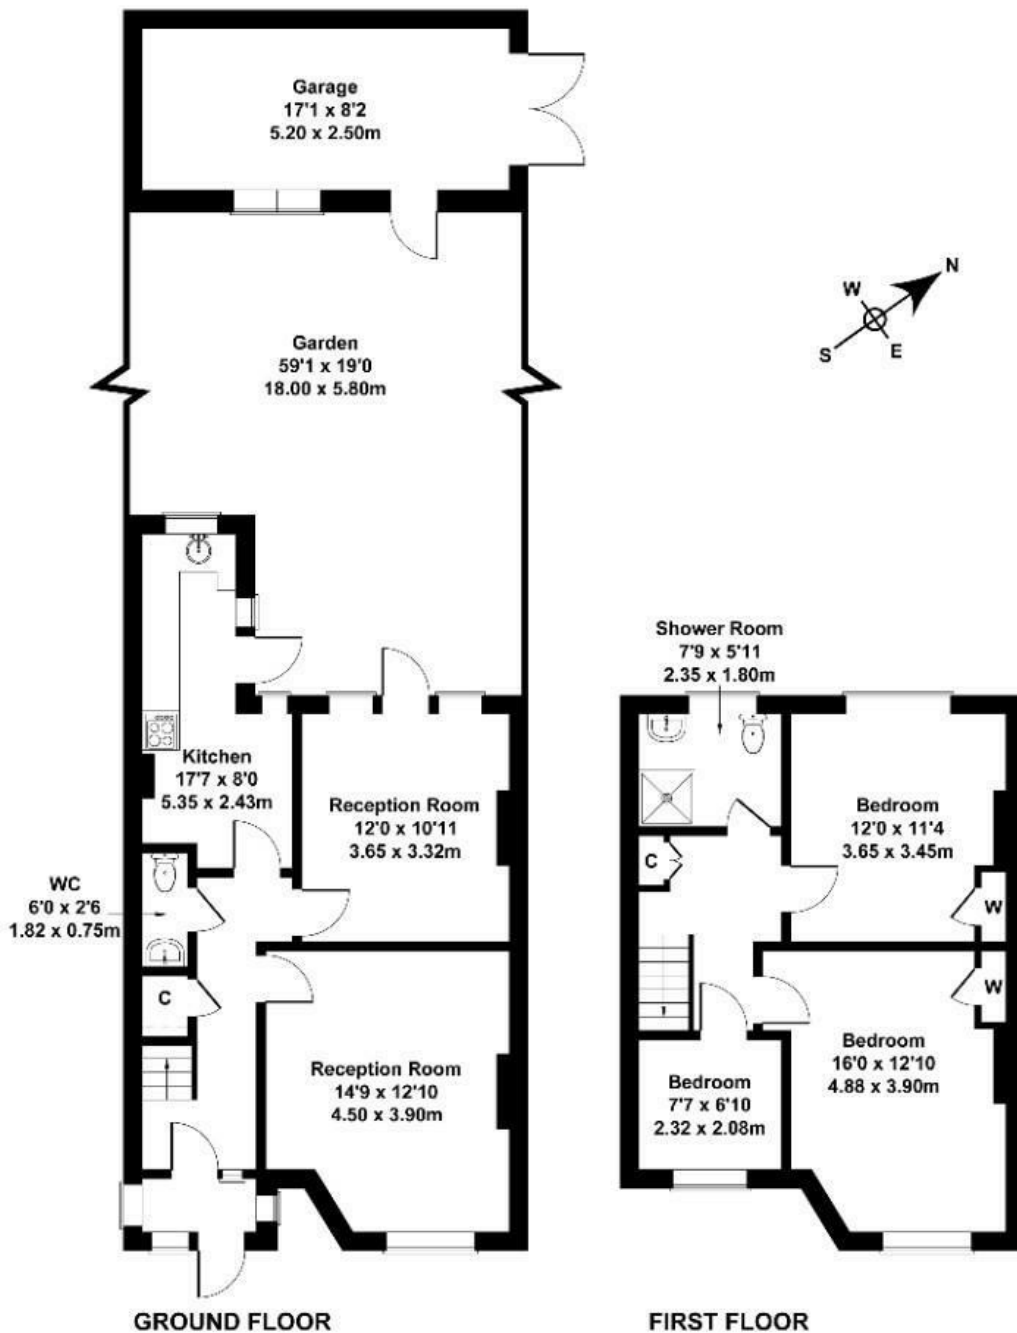 Garage
17'1 x 8'2
5.20 x 2.50m
Garden
59'1 x 19'0
18.00 x 5.80m
N
W
S
E
Kitchen
17'7 x 8'0
5.35 x 2.43m
Reception Room
12'0 x 10'11
3.65 x 3.32m
WC
6'0 x 2'6
1.82 x 0.75m
C
Reception Room
14'9 x 12'10
4.50 x 3.90m
GROUND FLOOR
Shower Room
7'9 x 5'11
2.35 x 1.80m
Bedroom
12'0 x 11'4
3.65 x 3.45m
C
W
W
Bedroom
16'0 x 12'10
4.88 x 3.90m
Bedroom
7'7 x 6'10
2.32 x 2.08m
FIRST FLOOR